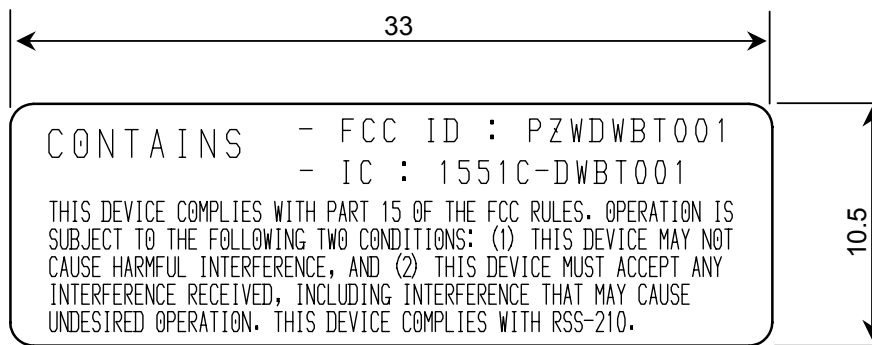 33
CONTAINS
- FCC ID : PZWDWBT001
- IC : 1551C-DWBT001
THIS DEVICE COMPLIES WITH PART 15 OF THE FCC RULES. OPERATION IS
SUBJECT TO THE FOLLOWING TWO CONDITIONS: (1) THIS DEVICE MAY NOT
CAUSE HARMFUL INTERFERENCE, AND (2) THIS DEVICE MUST ACCEPT ANY
INTERFERENCE RECEIVED, INCLUDING INTERFERENCE THAT MAY CAUSE
UNDESIRED OPERATION. THIS DEVICE COMPLIES WITH RSS-210.
10.5